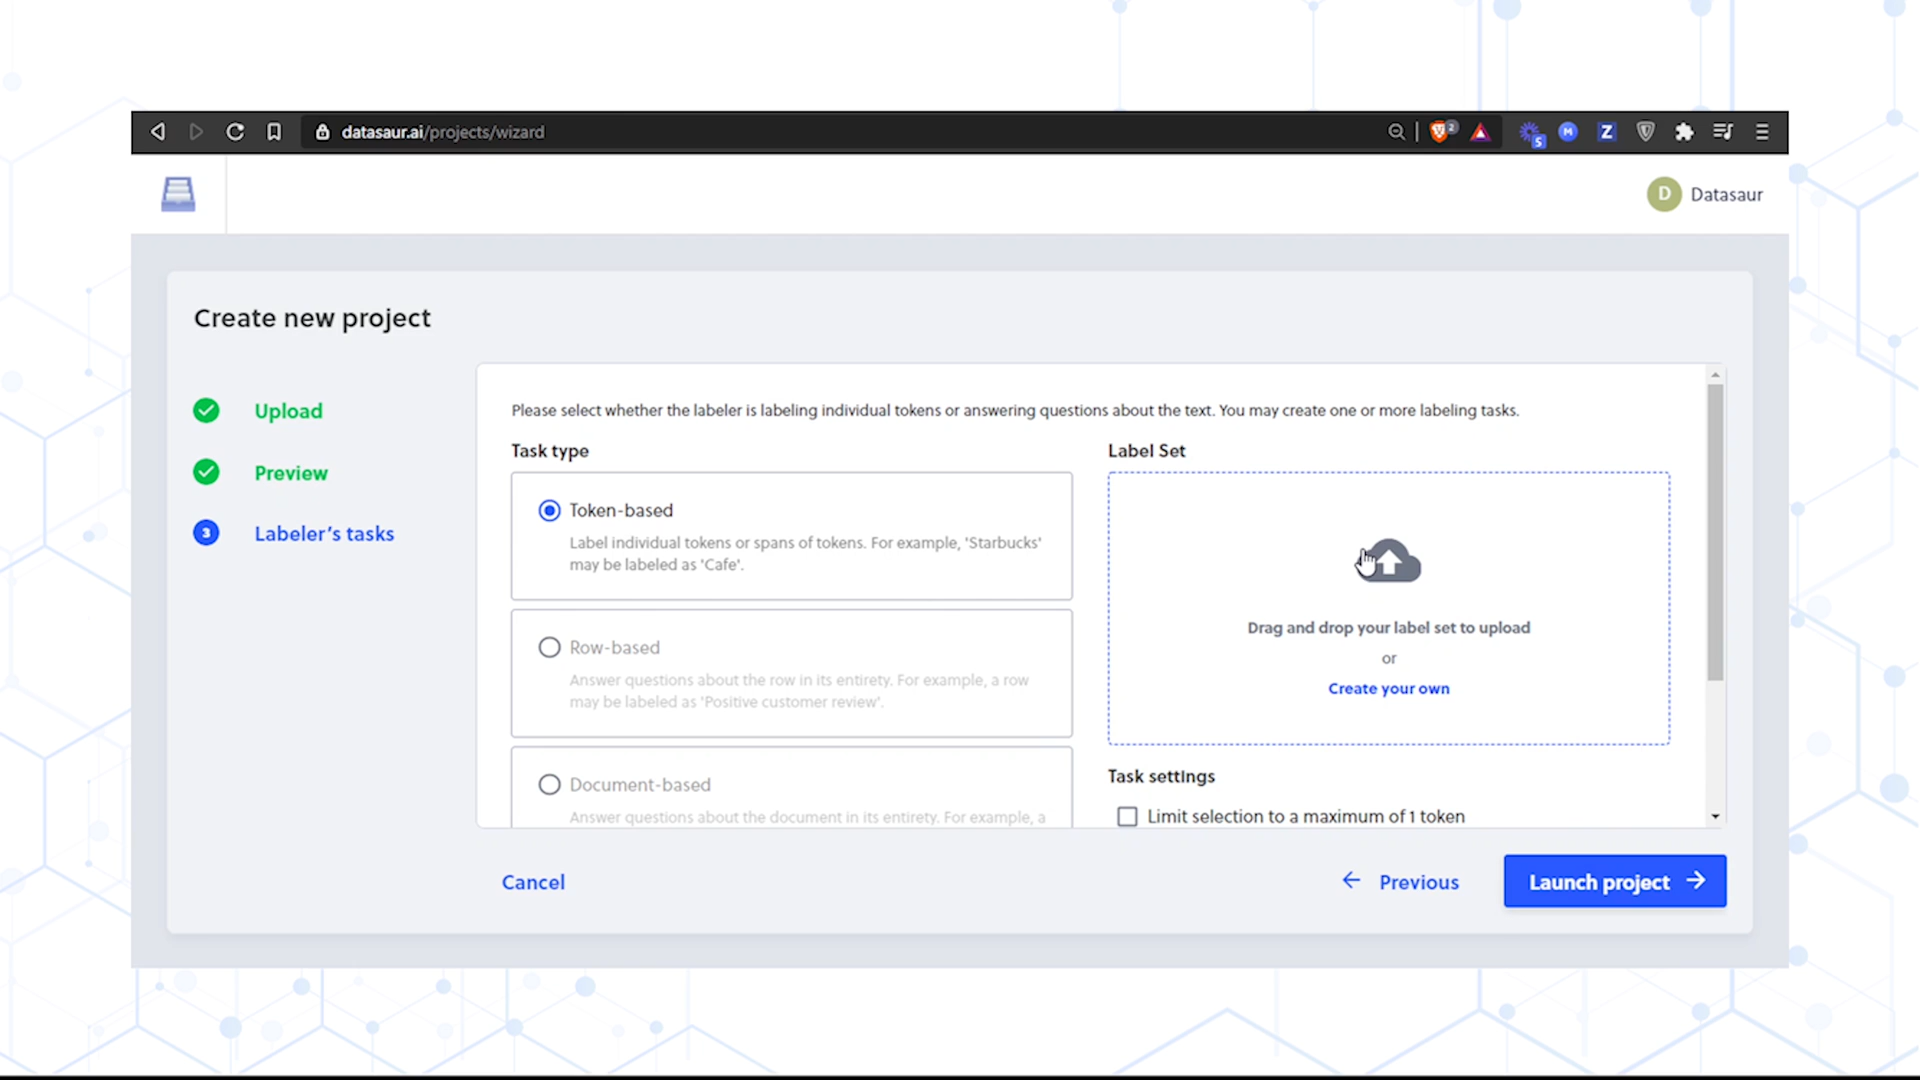 datasaur.ai/projects/wizard
2
S
M
Z
D Datasaur
Create new project
Upload
Preview
3 Labeler's tasks
Please select whether the labeler is labeling individual tokens or answering questions about the text. You may create one or more labeling tasks.
Task type
Token-based
Label individual tokens or spans of tokens. For example, 'Starbucks'
may be labeled as 'Cafe'.
Row-based
Answer questions about the row in its entirety. For example, a row
may be labeled as 'Positive customer review'.
Document-based
Answer questions about the document in its entirety. For example, a
Label Set
Drag and drop your label set to upload
or
Create your own
Task settings
Limit selection to a maximum of 1 token
Cancel
Previous
Launch project